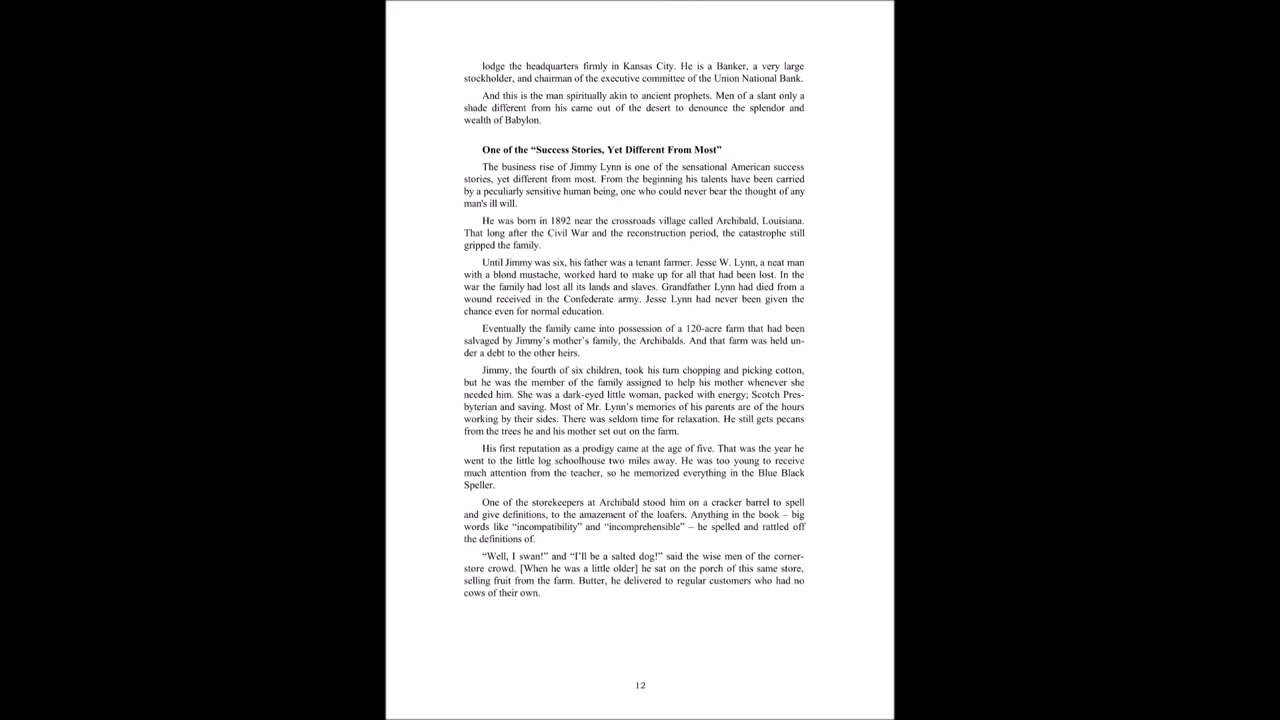 lodge the headquarters firmly in Kansas City. He is a Banker, a very large
stockholder, and chairman of the executive committee of the Union National Bank.
And this is the man spiritually akin to ancient prophets. Men of a slant only a
shade different from his came out of the desert to denounce the splendor and
wealth of Babylon.
One of the “Success Stories, Yet Different From Most”
The business rise of Jimmy Lynn is one of the sensational American success
stories, yet different from most. From the beginning his talents have been carried
by a peculiarly sensitive human being, one who could never bear the thought of any
man's ill will.
He was born in 1892 near the crossroads village called Archibald, Louisiana.
That long after the Civil War and the reconstruction period, the catastrophe still
gripped the family.
Until Jimmy was six, his father was a tenant farmer. Jesse W. Lynn, a neat man
with a blond mustache, worked hard to make up for all that had been lost. In the
war the family had lost all its lands and slaves. Grandfather Lynn had died from a
wound received in the Confederate army. Jesse Lynn had never been given the
chance even for normal education.
Eventually the family came into possession of a 120-acre farm that had been
salvaged by Jimmy’s mother’s family, the Archibalds. And that farm was held un-
der a debt to the other heirs.
Jimmy, the fourth of six children, took his turn chopping and picking cotton,
but he was the member of the family assigned to help his mother whenever she
needed him. She was a dark-eyed little woman, packed with energy; Scotch Pres-
byterian and saving. Most of Mr. Lynn’s memories of his parents are of the hours
working by their sides. There was seldom time for relaxation. He still gets pecans
from the trees he and his mother set out on the farm.
His first reputation as a prodigy came at the age of five. That was the year he
went to the little log schoolhouse two miles away. He was too young to receive
much attention from the teacher, so he memorized everything in the Blue Black
Speller.
One of the storekeepers at Archibald stood him on a cracker barrel to spell
and give definitions, to the amazement of the loafers. Anything in the book – big
words like “incompatibility” and “incomprehensible” – he spelled and rattled off
the definitions of.
“Well, I swan!” and “I’ll be a salted dog!” said the wise men of the corner-
store crowd. [When he was a little older] he sat on the porch of this same store,
selling fruit from the farm. Butter, he delivered to regular customers who had no
cows of their own.
12